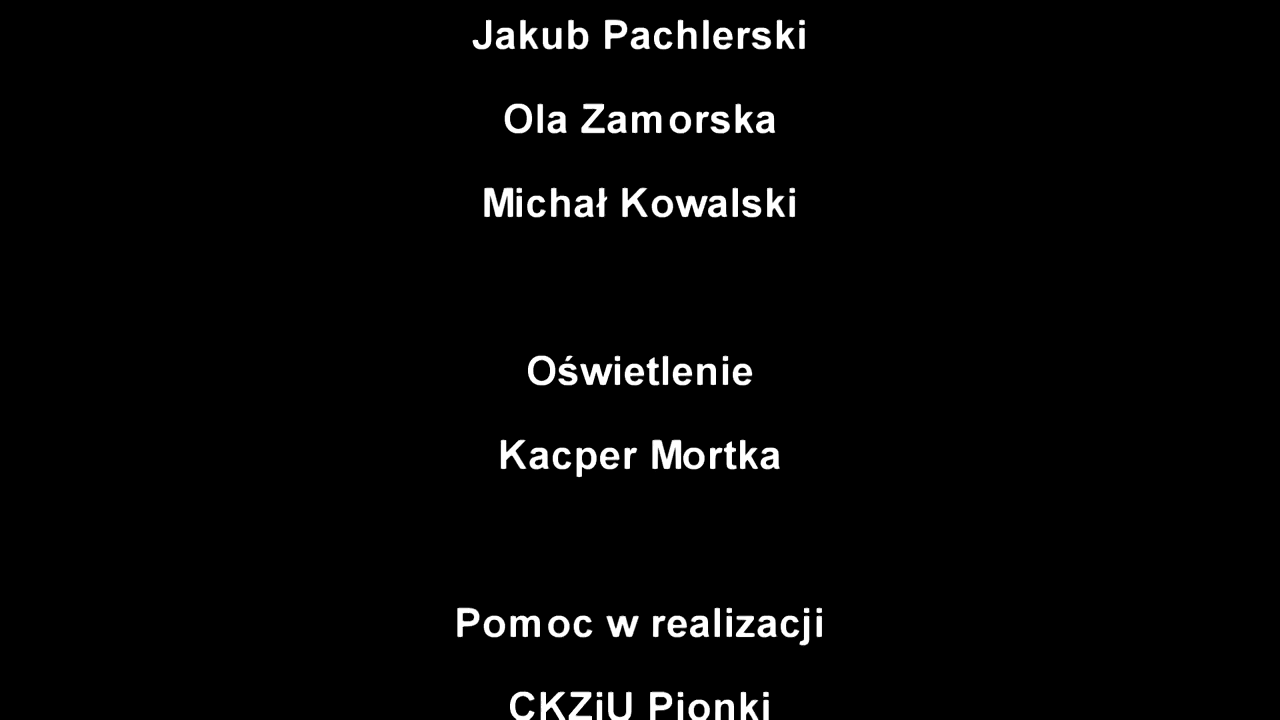 Jakub Pachlerski
Ola Zamorska
Michał Kowalski
Oświetlenie
Kacper Mortka
Pomoc w realizacji
CKZiU Pionki